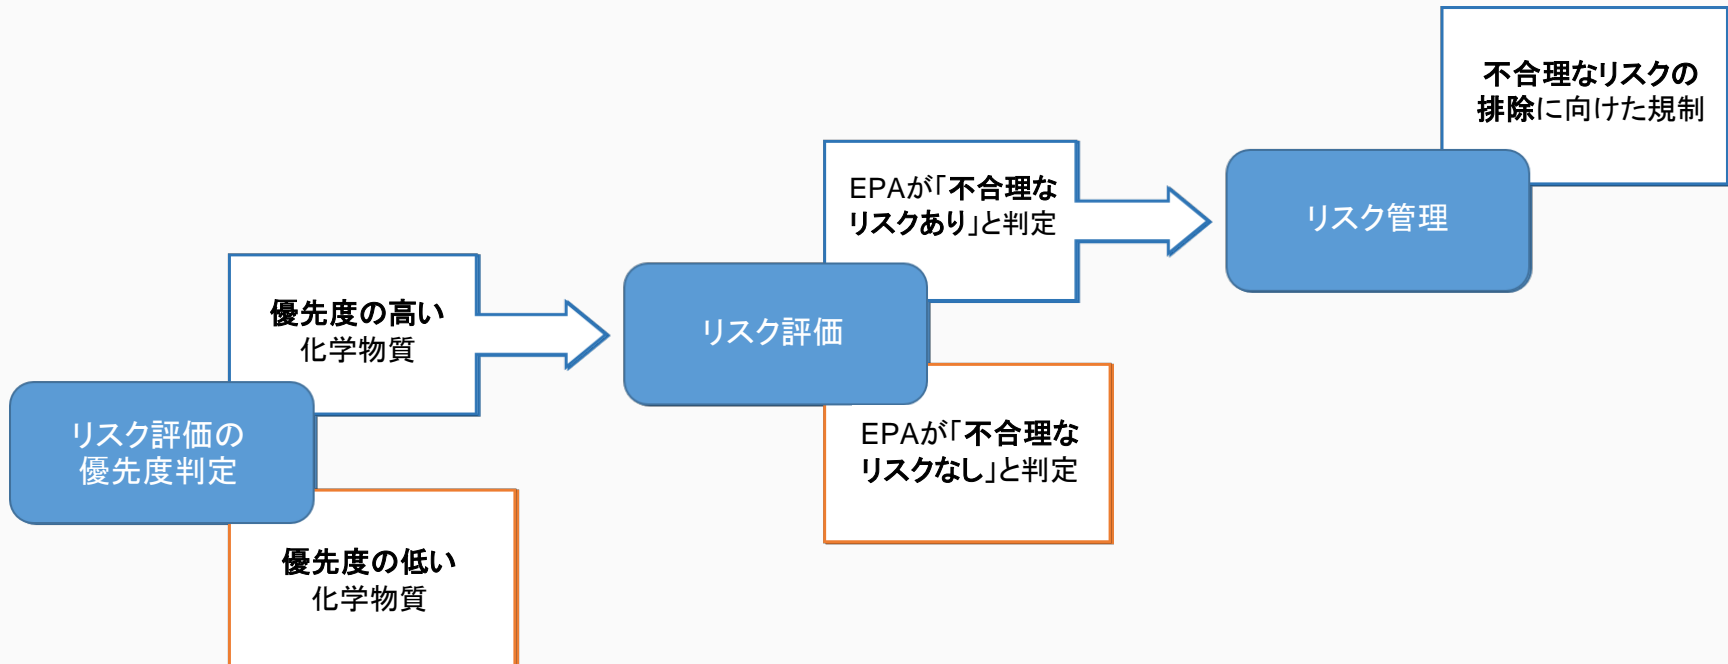 リスク評価の
優先度判定
優先度の高い
化学物質
優先度の低い
化学物質
リスク評価
EPAが「不合理な
リスクあり」と判定
EPAが「不合理な
リスクなし」と判定
リスク管理
不合理なリスクの
排除に向けた規制